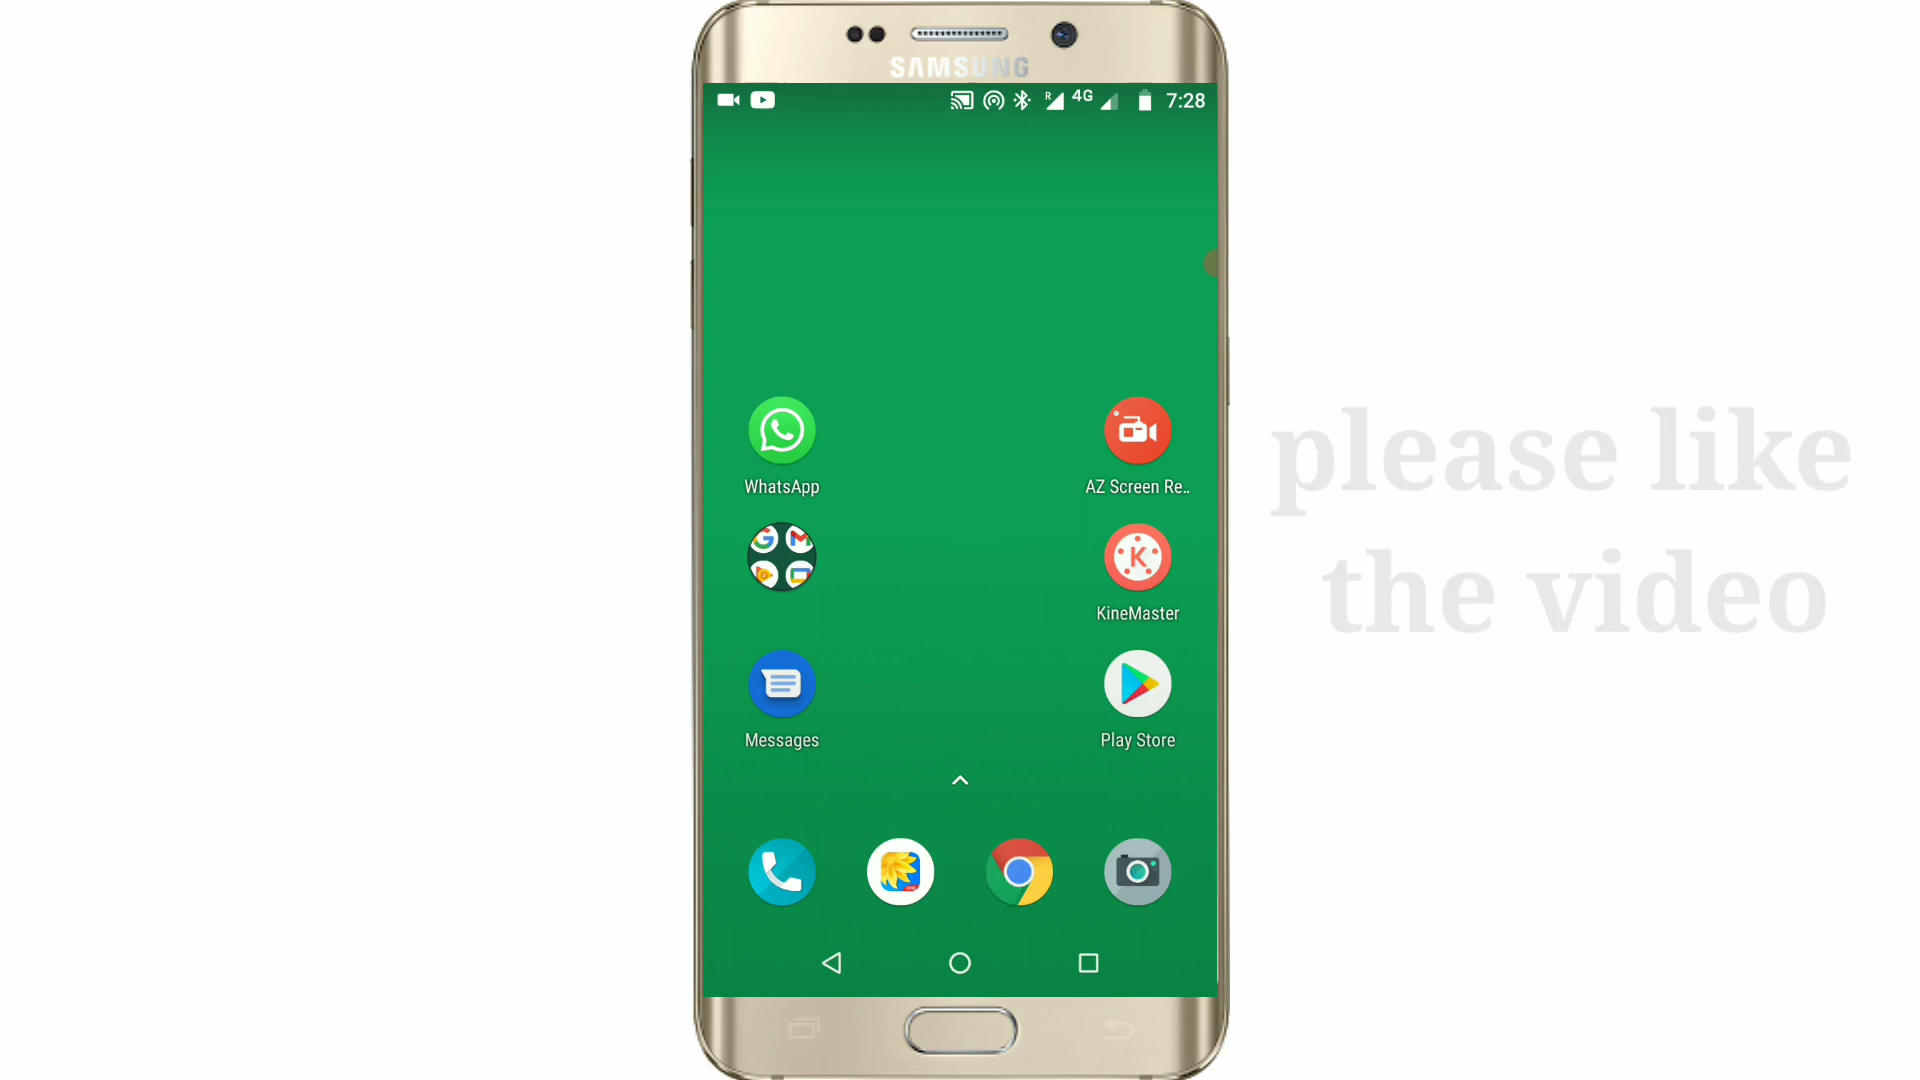 SAMSUNG
R 4G 7:28
WhatsApp
AZ Screen Re..
KineMaster
Messages
Play Store
please like
the video